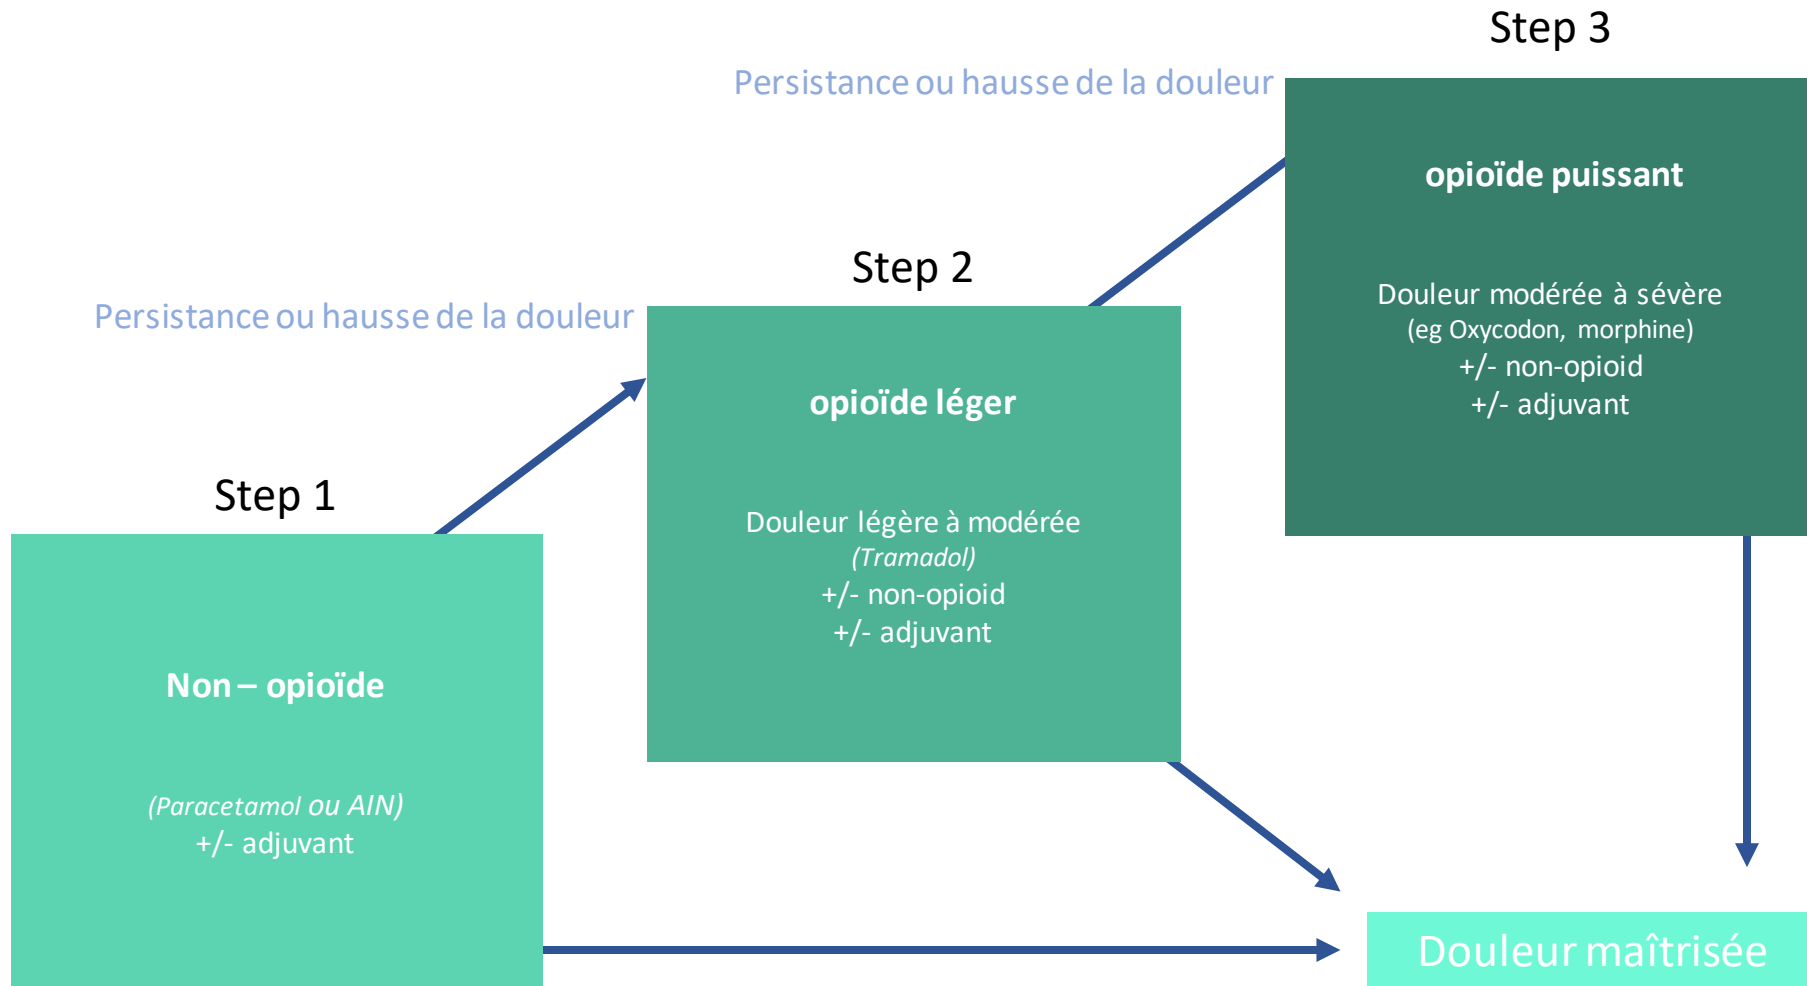 Step 3
Persistance ou hausse de la douleur
opioïde puissant
Douleur modérée à sévère
(eg Oxycodon, morphine)
+/- non-opioid
+/- adjuvant
Step 2
Persistance ou hausse de la douleur
opioïde léger
Douleur légère à modérée
(Tramadol)
+/- non-opioid
+/- adjuvant
Step 1
Non – opioïde
(Paracetamol ou AIN)
+/- adjuvant
Douleur maîtrisée